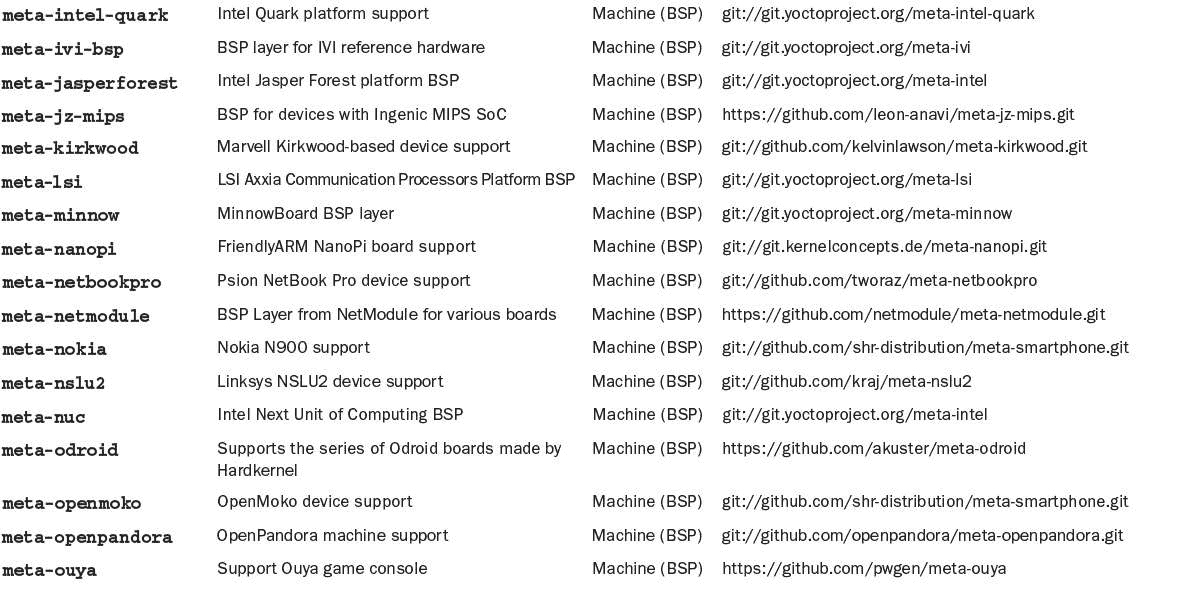 meta-intel-quark Intel Quark platform support Machine (BSP) git://git.yoctoproject.org/meta-intel-quark
meta-ivi-bsp BSP layer for IVI reference hardware Machine (BSP) git://git.yoctoproject.org/meta-ivi
meta-jasperforest Intel Jasper Forest platform BSP Machine (BSP) git://git.yoctoproject.org/meta-intel
meta-jz-mips BSP for devices with Ingenic MIPS SoC Machine (BSP) https://github.com/leon-anavi/meta-jz-mips.git
meta-kirkwood Marvell Kirkwood-based device support Machine (BSP) git://github.com/kelvinlawson/meta-kirkwood.git
meta-lsi LSI Axxia Communication Processors Platform BSP Machine (BSP) git://git.yoctoproject.org/meta-lsi
meta-minnow MinnowBoard BSP layer Machine (BSP) git://git.yoctoproject.org/meta-minnow
meta-nanopi FriendlyARM NanoPi board support Machine (BSP) git://git.kernelconcepts.de/meta-nanopi.git
meta-netbookpro Psion NetBook Pro device support Machine (BSP) git://github.com/tworaz/meta-netbookpro
meta-netmodule BSP Layer from NetModule for various boards Machine (BSP) https://github.com/netmodule/meta-netmodule.git
meta-nokia Nokia N900 support Machine (BSP) git://github.com/shr-distribution/meta-smartphone.git
meta-nslu2 Linksys NSLU2 device support Machine (BSP) git://github.com/kraj/meta-nslu2
meta-nuc Intel Next Unit of Computing BSP Machine (BSP) git://git.yoctoproject.org/meta-intel
meta-odroid Supports the series of Odroid boards made by Machine (BSP) https://github.com/akuster/meta-odroid
Hardkernel
meta-openmoko OpenMoko device support Machine (BSP) git://github.com/shr-distribution/meta-smartphone.git
meta-openpandora OpenPandora machine support Machine (BSP) git://github.com/openpandora/meta-openpandora.git
meta-ouya Support Ouya game console Machine (BSP) https://github.com/pwgen/meta-ouya